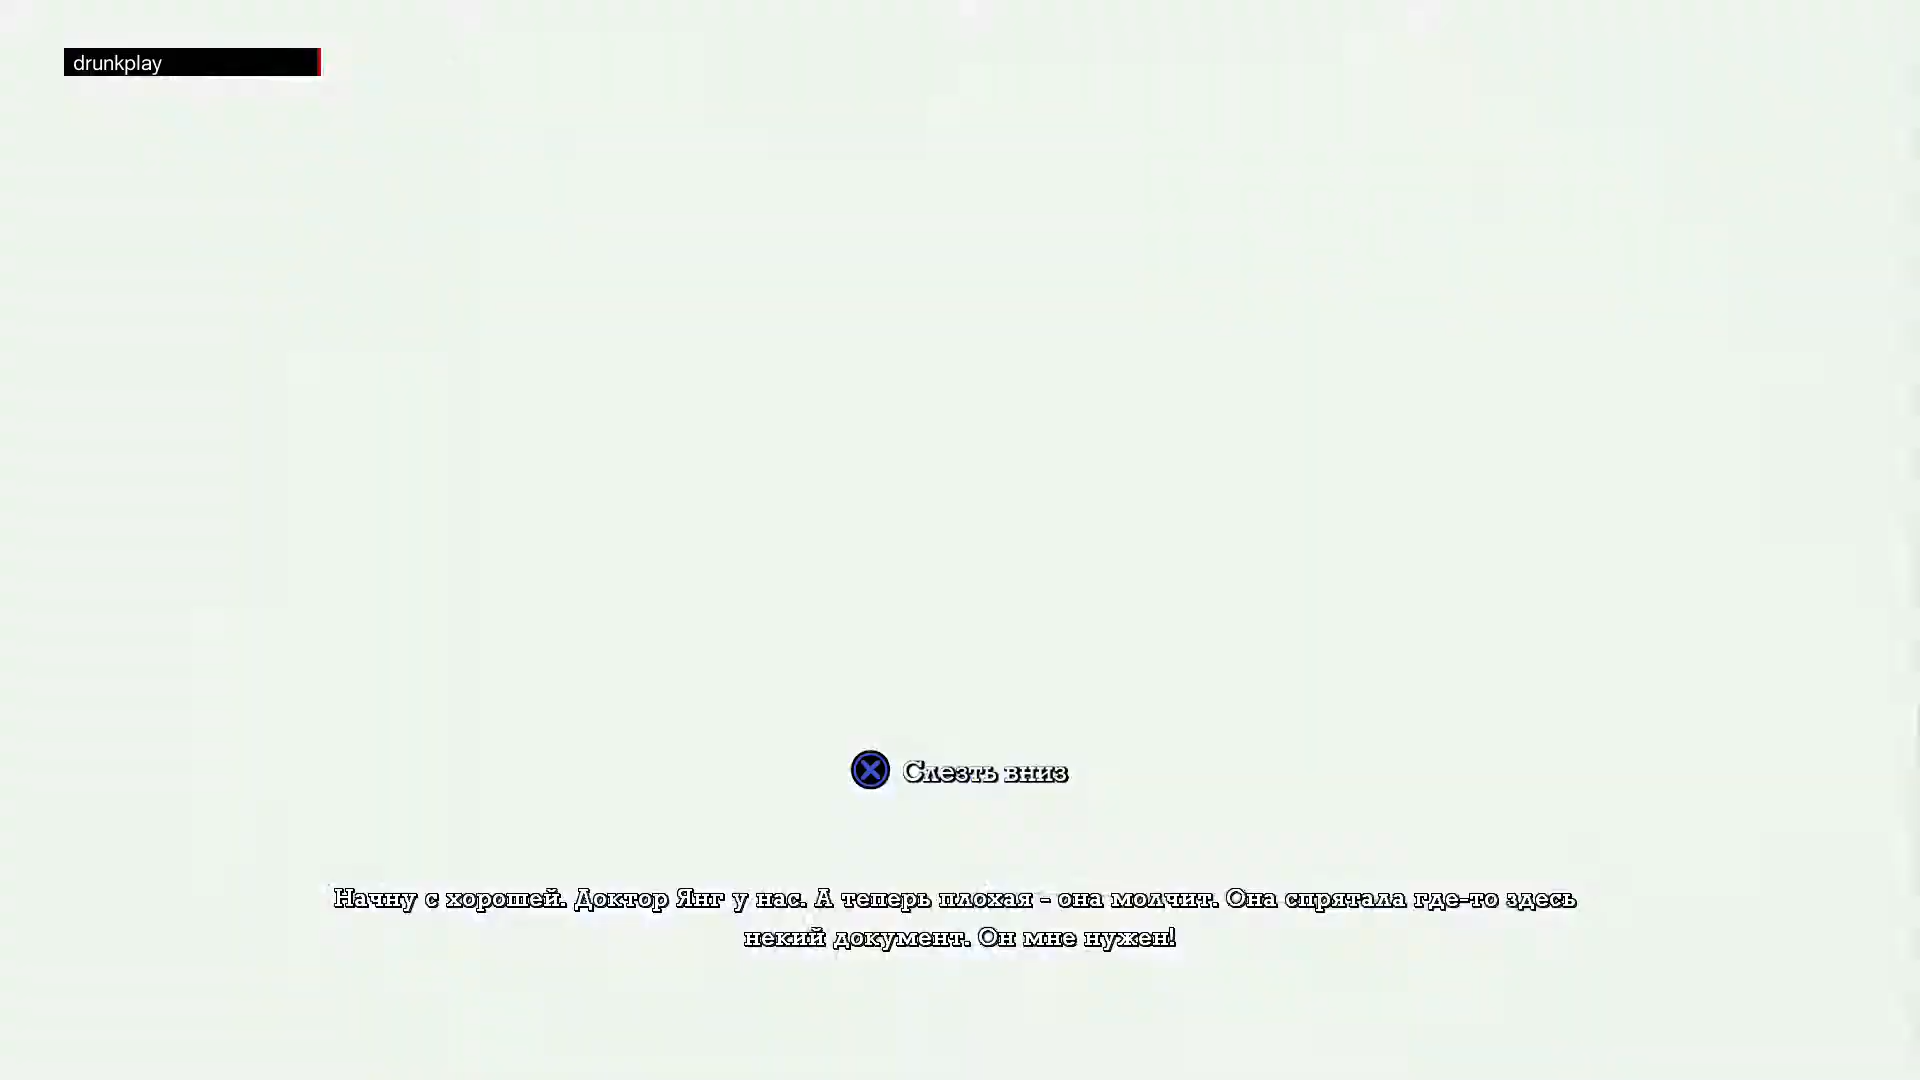 drunkplay
Слезть вниз
Начну с хорошей. Доктор Янг у нас. А теперь плохая - она молчит. Она спрятала где-то здесь
некий документ. Он мне нужен!